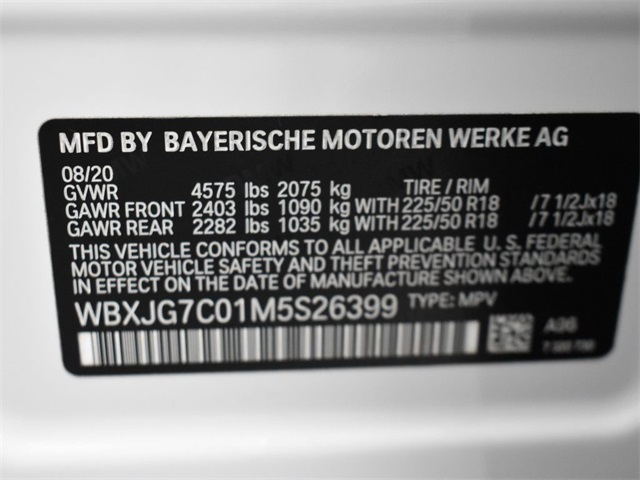 MFD BY BAYERISCHE MOTOREN WERKE AG
08/20
GVWR 4575 lbs 2075 kg TIRE / RIM
GAWR FRONT 2403 lbs 1090 kg WITH 225/50 R18 /7 1/2Jx18
GAWR REAR 2282 lbs 1035 kg WITH 225/50 R18 /7 1/2Jx18
THIS VEHICLE CONFORMS TO ALL APPLICABLE U. S. FEDERAL
MOTOR VEHICLE SAFETY AND THEFT PREVENTION STANDARDS
IN EFFECT ON THE DATE OF MANUFACTURE SHOWN ABOVE.
WBXJG7C01M5S26399 TYPE: MPV